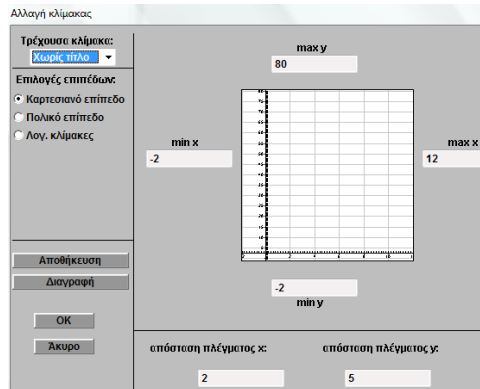 Αλλαγή κλίμακας
Τρέχουσα κλίμακα:
Χωρίς τίτλο
Επιλογές επιπέδων:
Καρτεσιανό επίπεδο
Πολικό επίπεδο
Λογ. κλίμακες
Αποθήκευση
Διαγραφή
OK
Άκυρο
max y
80
min x
-2
max x
12
-2
min y
απόσταση πλέγματος x:
2
απόσταση πλέγματος y:
5